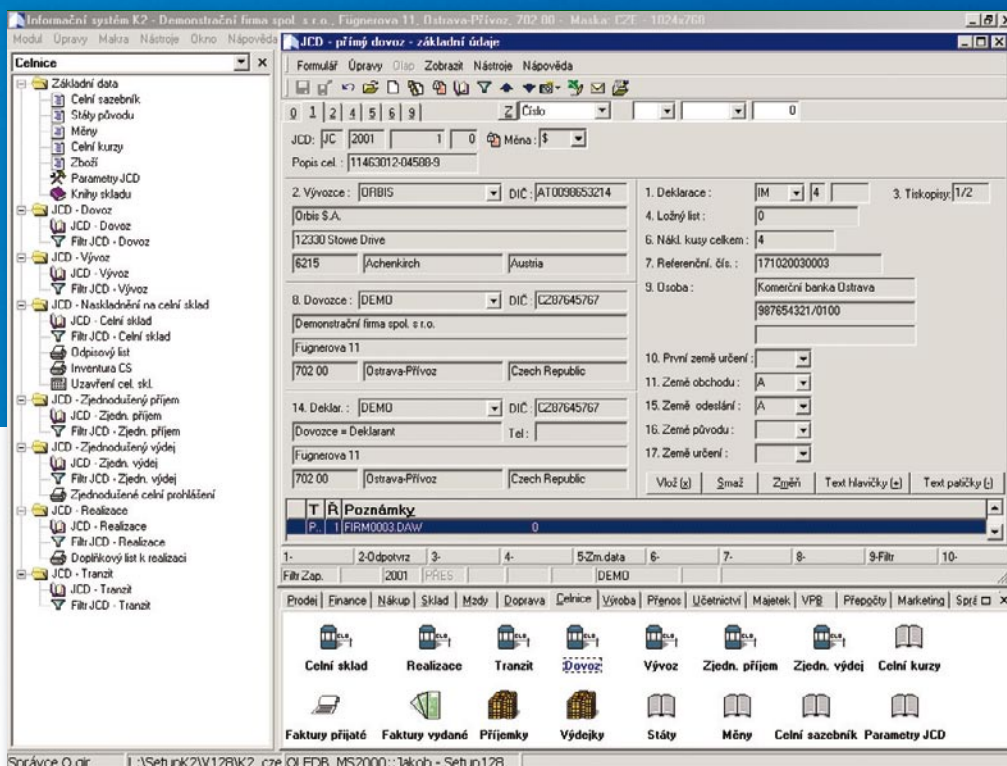 Informační systém K2 - Demonstrační firma spol. s r.o., Fügnerova 11, Ostrava-Přívoz, 702 00 - Maska: CZE - 1024x760
Modul Úpravy Makra Nástroje Okno Nápověda
Celnice
Základní data
Celní sazebník
Státy původu
Měny
Celní kurzy
Zboží
Parametry JCD
Knihy skladu
JCD - Dovoz
JCD - Dovoz
Filtr JCD - Dovoz
JCD - Vývoz
JCD - Vývoz
Filtr JCD - Vývoz
JCD - Naskladnění na celní sklad
JCD - Celní sklad
Filtr JCD - Celní sklad
Odpisový list
Inventura CS
Uzavření cel. skl.
JCD - Zjednodušený příjem
JCD - Zjedn. příjem
Filtr JCD - Zjedn. příjem
JCD - Zjednodušený výdej
JCD - Zjedn. výdej
Filtr JCD - Zjedn. výdej
Zjednodušené celní prohlášení
JCD - Realizace
JCD - Realizace
Filtr JCD - Realizace
Doplňkový list k realizaci
JCD - Tranzit
JCD - Tranzit
Filtr JCD - Tranzit
JCD - přímý dovoz - základní údaje
Formulář Úpravy Olap Zobrazit Nástroje Nápověda
0 1 2 4 5 6 9 Z Číslo 0
JCD: JC 2001 1 0 Měna : $
Popis cel. : 11463012-04588-9
2. Vývozce : ORBIS DIČ : AT0098653214
Orbis S.A.
12330 Stowe Drive
6215 Achenkirch Austria
8. Dovozce : DEMO DIČ : CZ87645767
Demonstrační firma spol. s r.o.
Fügnerova 11
702 00 Ostrava-Přívoz Czech Republic
14. Deklar. : DEMO DIČ : CZ87645767
Dovozce = Deklarant Tel :
Fugnerova 11
702 00 Ostrava-Přívoz Czech Republic
1. Deklarace : IM 4 3. Tiskopisy: 1/2
4. Ložný list : 0
6. Nákl. kusy celkem : 4
7. Referenční. čís. : 171020030003
9. Osoba : Komerční banka Ostrava
987654321/0100
10. První země určení :
11. Země obchodu : A
15. Země odeslání : A
16. Země původu :
17. Země určení :
Vlož (x) Smaž Změň Text hlavičky (+) Text patičky (-)
T Ř Poznámky
P.. 1 FIRM0003.DAW 0
1- 2-Odpotvrz 3- 4- 5-Zm.data 6- 7- 8- 9-Filtr 10-
Filtr Zap. 2001 PŘES DEMO
Prodej Finance Nákup Sklad Mzdy Doprava Celnice Výroba Přenos Účetnictví Majetek VPB Přepočty Marketing Sprá
Celní sklad Realizace Tranzit Dovoz Vývoz Zjedn. příjem Zjedn. výdej Celní kurzy
Faktury přijaté Faktury vydané Příjemky Výdejky Státy Měny Celní sazebník Parametry JCD